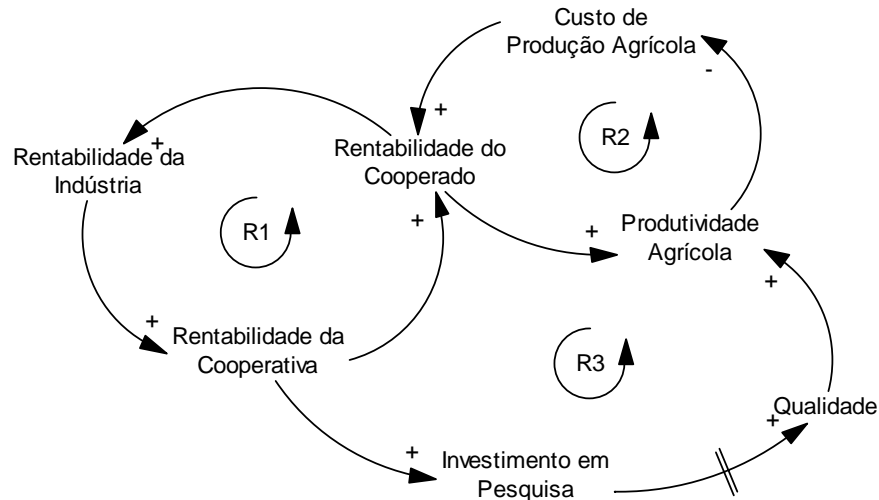 Custo de
Produção Agrícola
-
+
R2
+
Rentabilidade da
Indústria
Rentabilidade do
Cooperado
+
R1
+
Produtividade
Agrícola
+
+
Rentabilidade da
Cooperativa
R3
Qualidade
+
+
Investimento em
Pesquisa